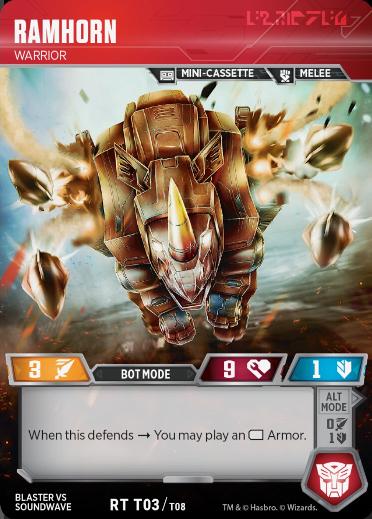 RAMHORN
WARRIOR
MINI-CASSETTE MELEE
3 BOT MODE 9 1
ALT
MODE
0
1
When this defends → You may play an Armor.
BLASTER VS
SOUNDWAVE
RT T03/T08
TM & © Hasbro. © Wizards.